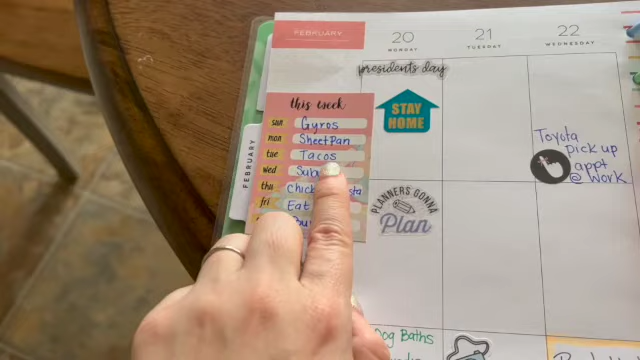 FEBRUARY
20
MONDAY
21
TUESDAY
22
WEDNESDAY
presidents day
this week
sun Gyros
mon SheetPan
tue Tacos
wed
thu
fri Eat
STAY
HOME
FEBRUARY
Toyota
pick up
appt
@ work
PLANNERS GONNA
Plan
Dog Baths